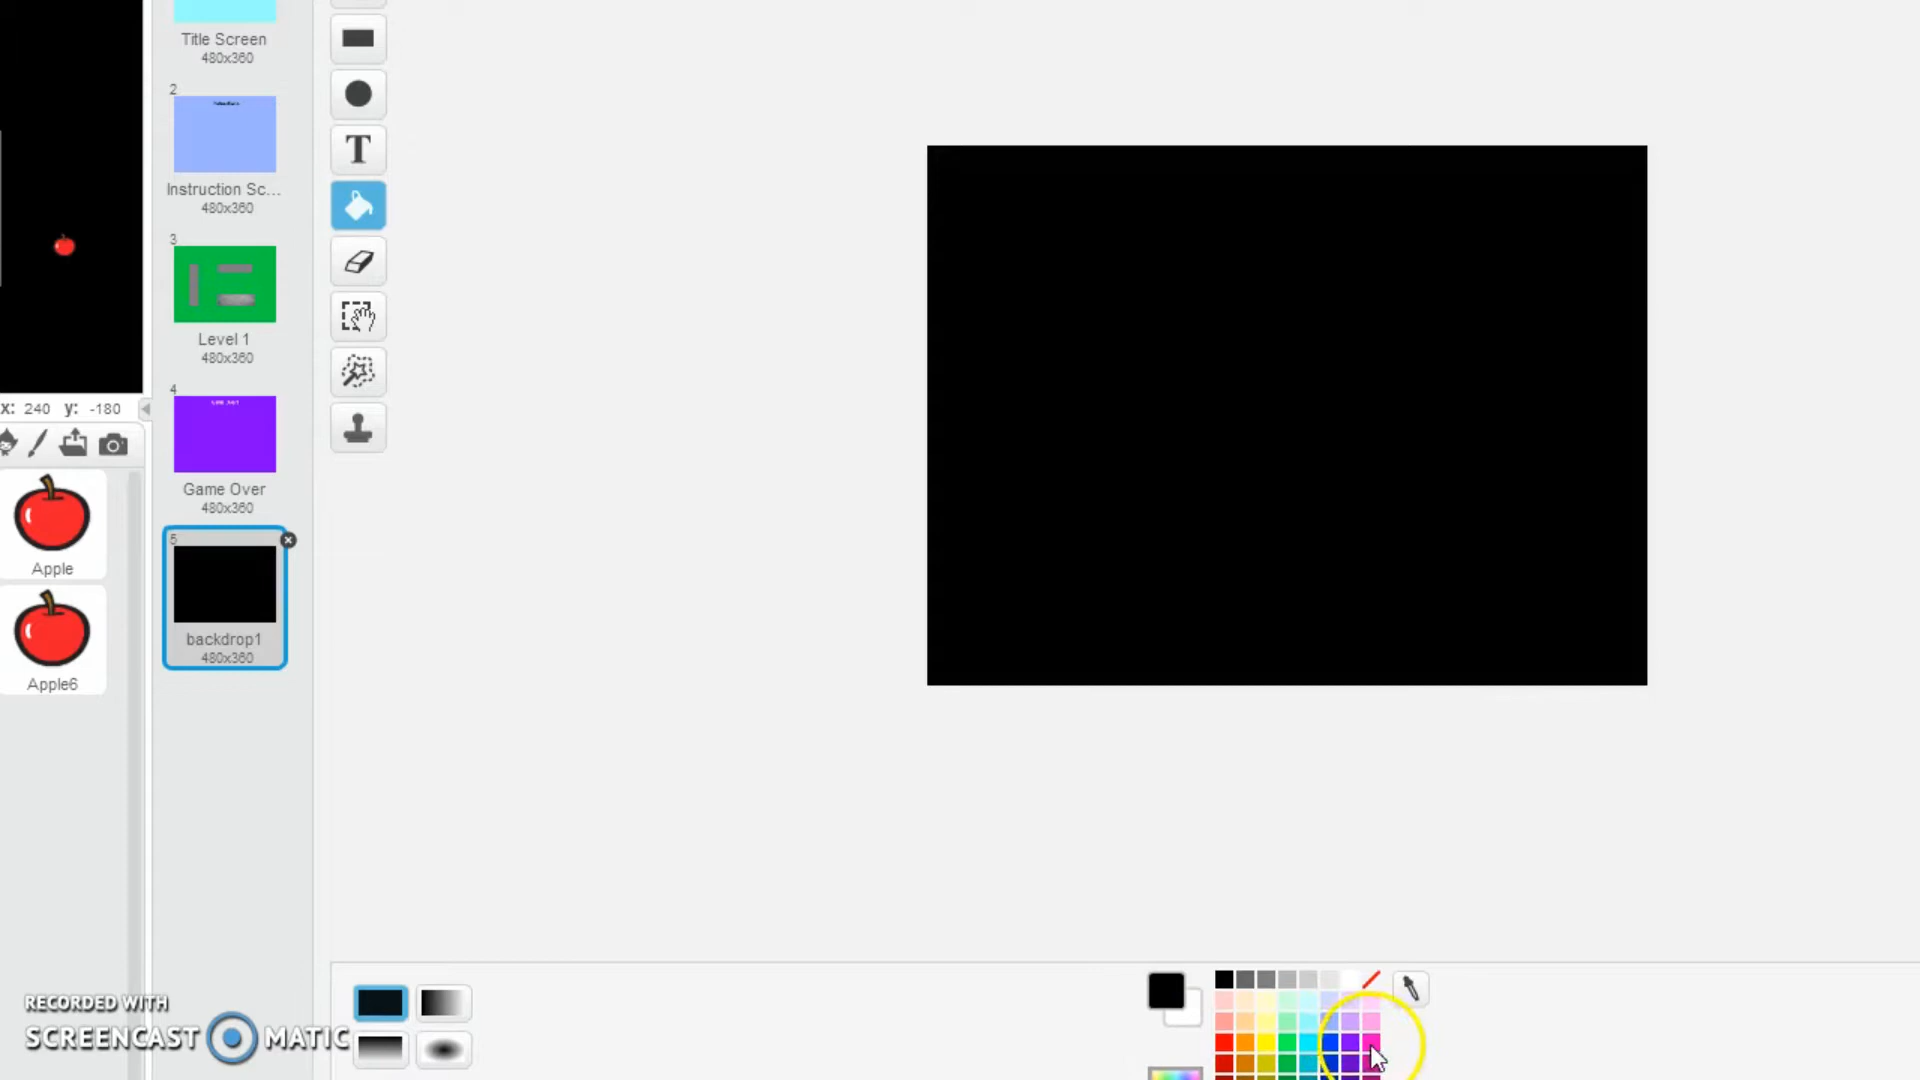 Title Screen
480x360
2
Instruction Sc...
480x360
3
Level 1
480x360
4
x: 240 y: -180
Game Over
480x360
Apple
5
backdrop1
480x360
Apple6
T
RECORDED WITH
SCREENCAST MATIC